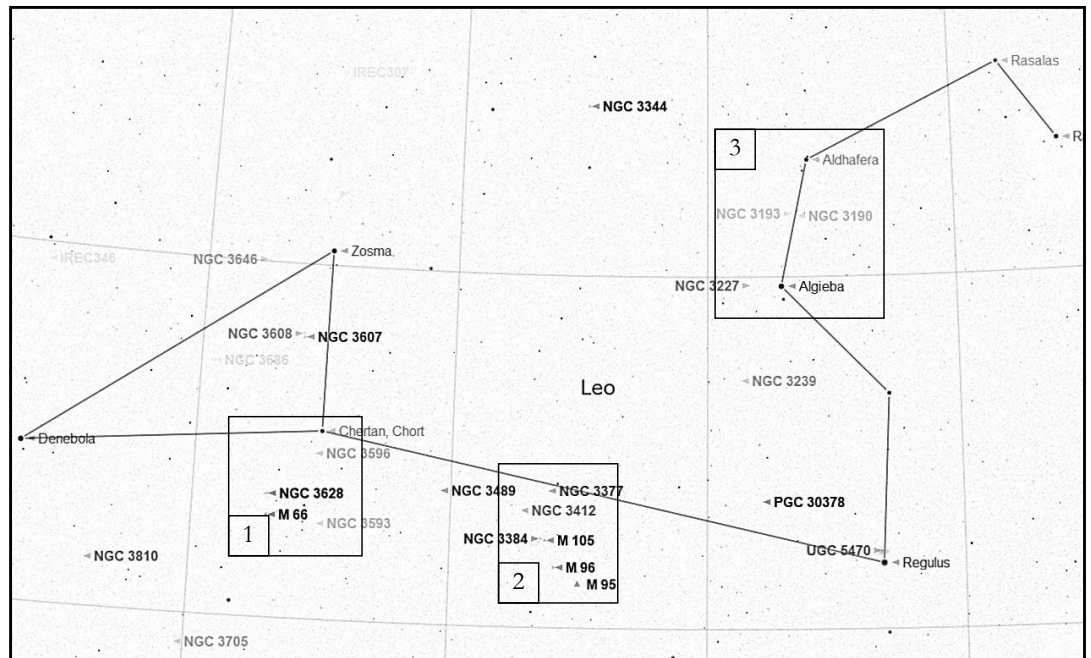 Rasalas
IREC307
NGC 3344
R
3
Aldhafera
NGC 3193
NGC 3190
Zosma
IREC346
NGC 3646
NGC 3227
Algieba
NGC 3608
NGC 3607
NGC 3686
NGC 3239
Leo
Denebola
Chertan, Chort
NGC 3596
NGC 3628
NGC 3489
NGC 3377
PGC 30378
M 66
NGC 3412
NGC 3593
1
NGC 3384
M 105
UGC 5470
NGC 3810
Regulus
M 96
2
M 95
NGC 3705